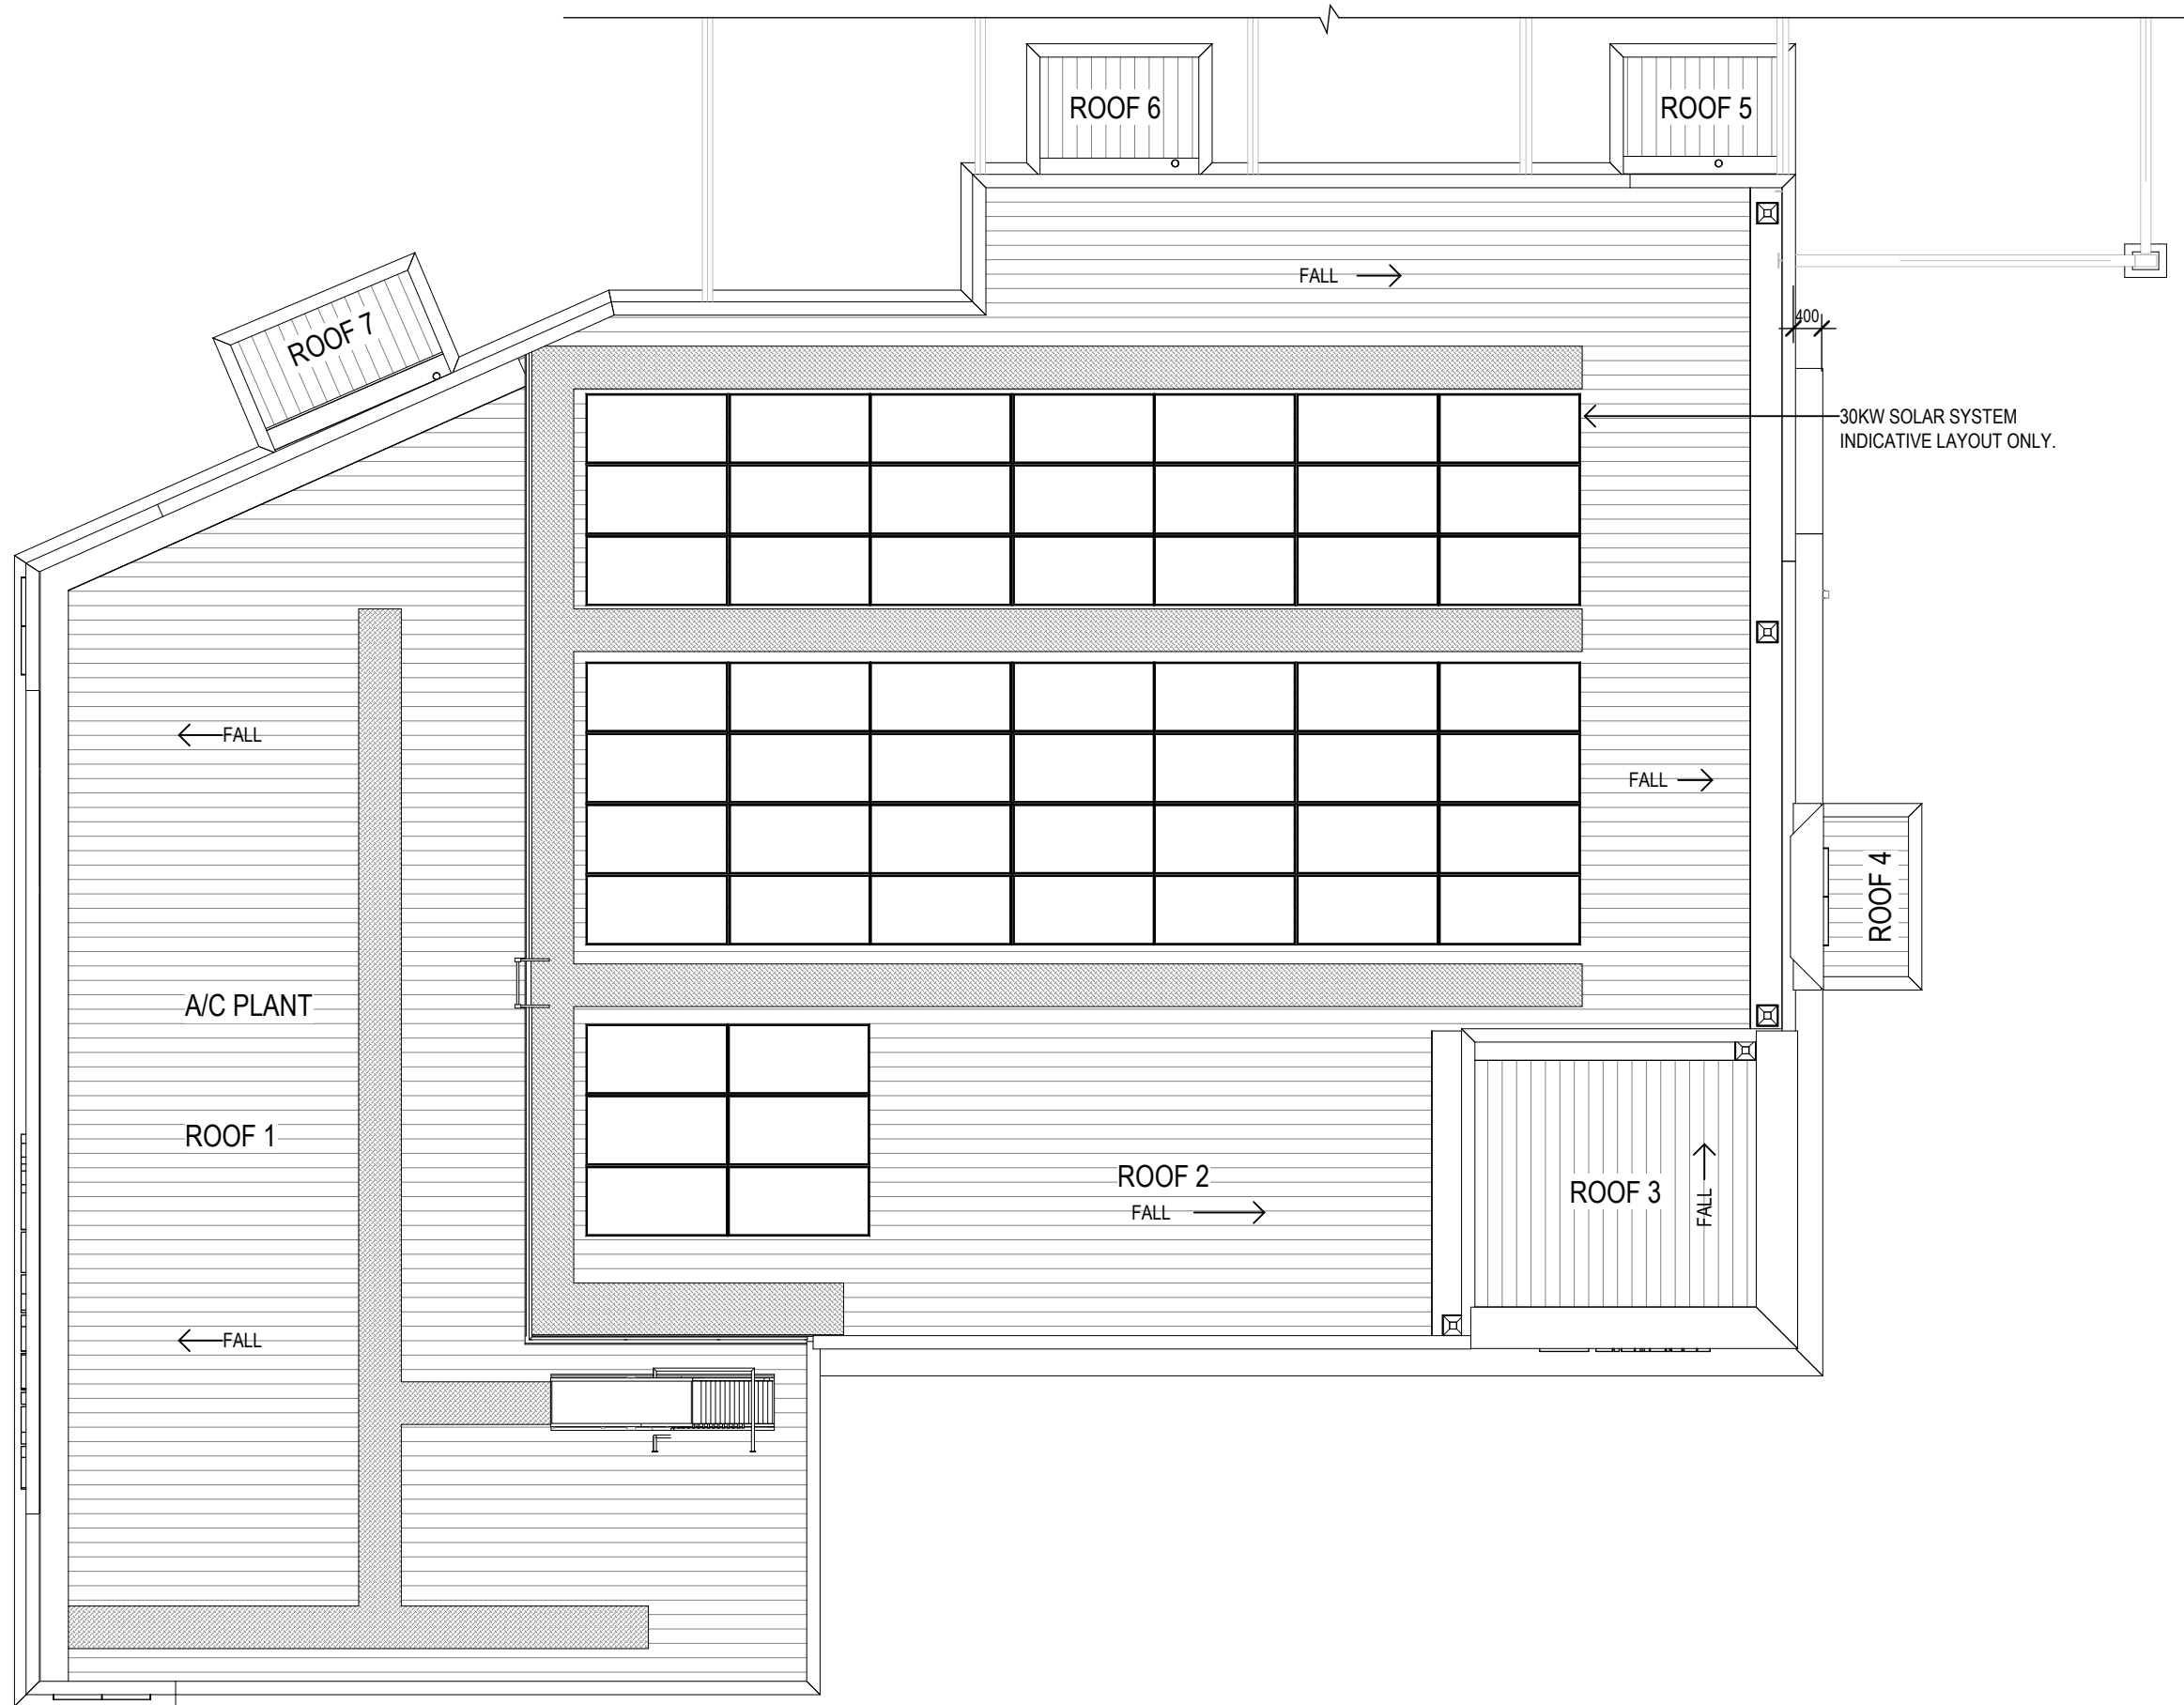 ROOF 6
ROOF 5
FALL
ROOF 7
400
30KW SOLAR SYSTEM
INDICATIVE LAYOUT ONLY.
FALL
FALL
ROOF 4
A/C PLANT
ROOF 1
ROOF 2
FALL
ROOF 3
FALL
FALL